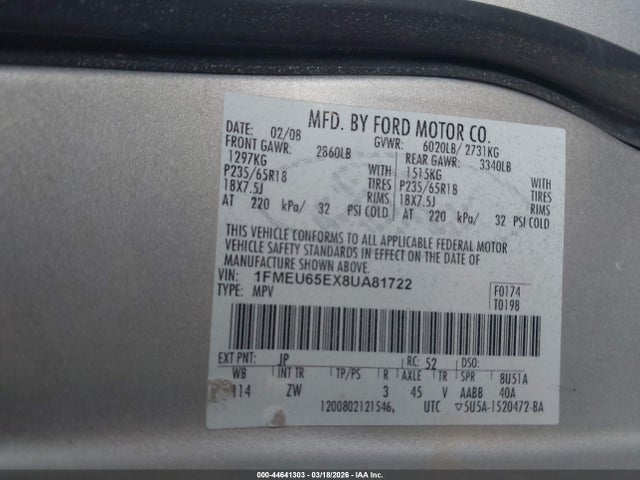 MFD. BY FORD MOTOR CO.
DATE: 02/08 GVWR: 6020LB/ 2731KG
FRONT GAWR: 2860LB REAR GAWR: 3340LB
1297KG WITH 1515KG WITH
P235/65R18 TIRES P235/65R18 TIRES
18X7.5J RIMS 18X7.5J RIMS
AT 220 kPa/ 32 PSI COLD AT 220 kPa/ 32 PSI COLD
THIS VEHICLE CONFORMS TO ALL APPLICABLE FEDERAL MOTOR
VEHICLE SAFETY STANDARDS IN EFFECT ON THE DATE OF
MANUFACTURE SHOWN ABOVE.
VIN: 1FMEU65EX8UA81722 F0174
TYPE: MPV T0198
EXT PNT: JP RC: 52 DSO:
WB INT TR TP/PS R AXLE TR SPR 8U51A
114 ZW 3 45 V AABB 40A
1200802121546, UTC ▽5U5A-1520472-BA
000-44641303 — 03/18/2026 — IAA Inc.